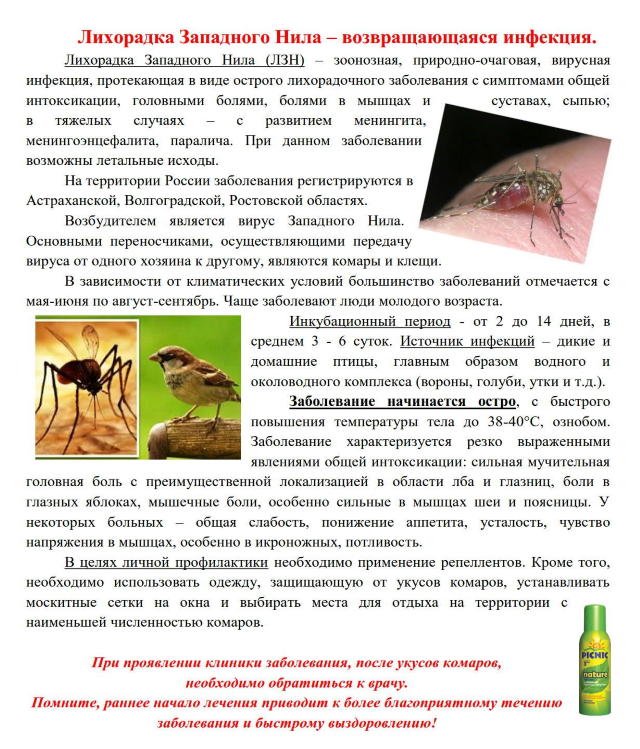 Лихорадка Западного Нила – возвращающаяся инфекция.
Лихорадка Западного Нила (ЛЗН) – зоонозная, природно-очаговая, вирусная
инфекция, протекающая в виде острого лихорадочного заболевания с симптомами общей
интоксикации, головными болями, болями в мышцах и суставах, сыпью;
в тяжелых случаях – с развитием менингита,
менингоэнцефалита, паралича. При данном заболевании
возможны летальные исходы.
На территории России заболевания регистрируются в
Астраханской, Волгоградской, Ростовской областях.
Возбудителем является вирус Западного Нила.
Основными переносчиками, осуществляющими передачу
вируса от одного хозяина к другому, являются комары и клещи.
В зависимости от климатических условий большинство заболеваний отмечается с
мая-июня по август-сентябрь. Чаще заболевают люди молодого возраста.
Инкубационный период - от 2 до 14 дней, в
среднем 3 - 6 суток. Источник инфекций – дикие и
домашние птицы, главным образом водного и
околоводного комплекса (вороны, голуби, утки и т.д.).
Заболевание начинается остро, с быстрого
повышения температуры тела до 38-40°С, ознобом.
Заболевание характеризуется резко выраженными
явлениями общей интоксикации: сильная мучительная
головная боль с преимущественной локализацией в области лба и глазниц, боли в
глазных яблоках, мышечные боли, особенно сильные в мышцах шеи и поясницы. У
некоторых больных – общая слабость, понижение аппетита, усталость, чувство
напряжения в мышцах, особенно в икроножных, потливость.
В целях личной профилактики необходимо применение репеллентов. Кроме того,
необходимо использовать одежду, защищающую от укусов комаров, устанавливать
москитные сетки на окна и выбирать места для отдыха на территории с
наименьшей численностью комаров.
PICNIC
nature
При проявлении клиники заболевания, после укусов комаров,
необходимо обратиться к врачу.
Помните, раннее начало лечения приводит к более благоприятному течению
заболевания и быстрому выздоровлению!